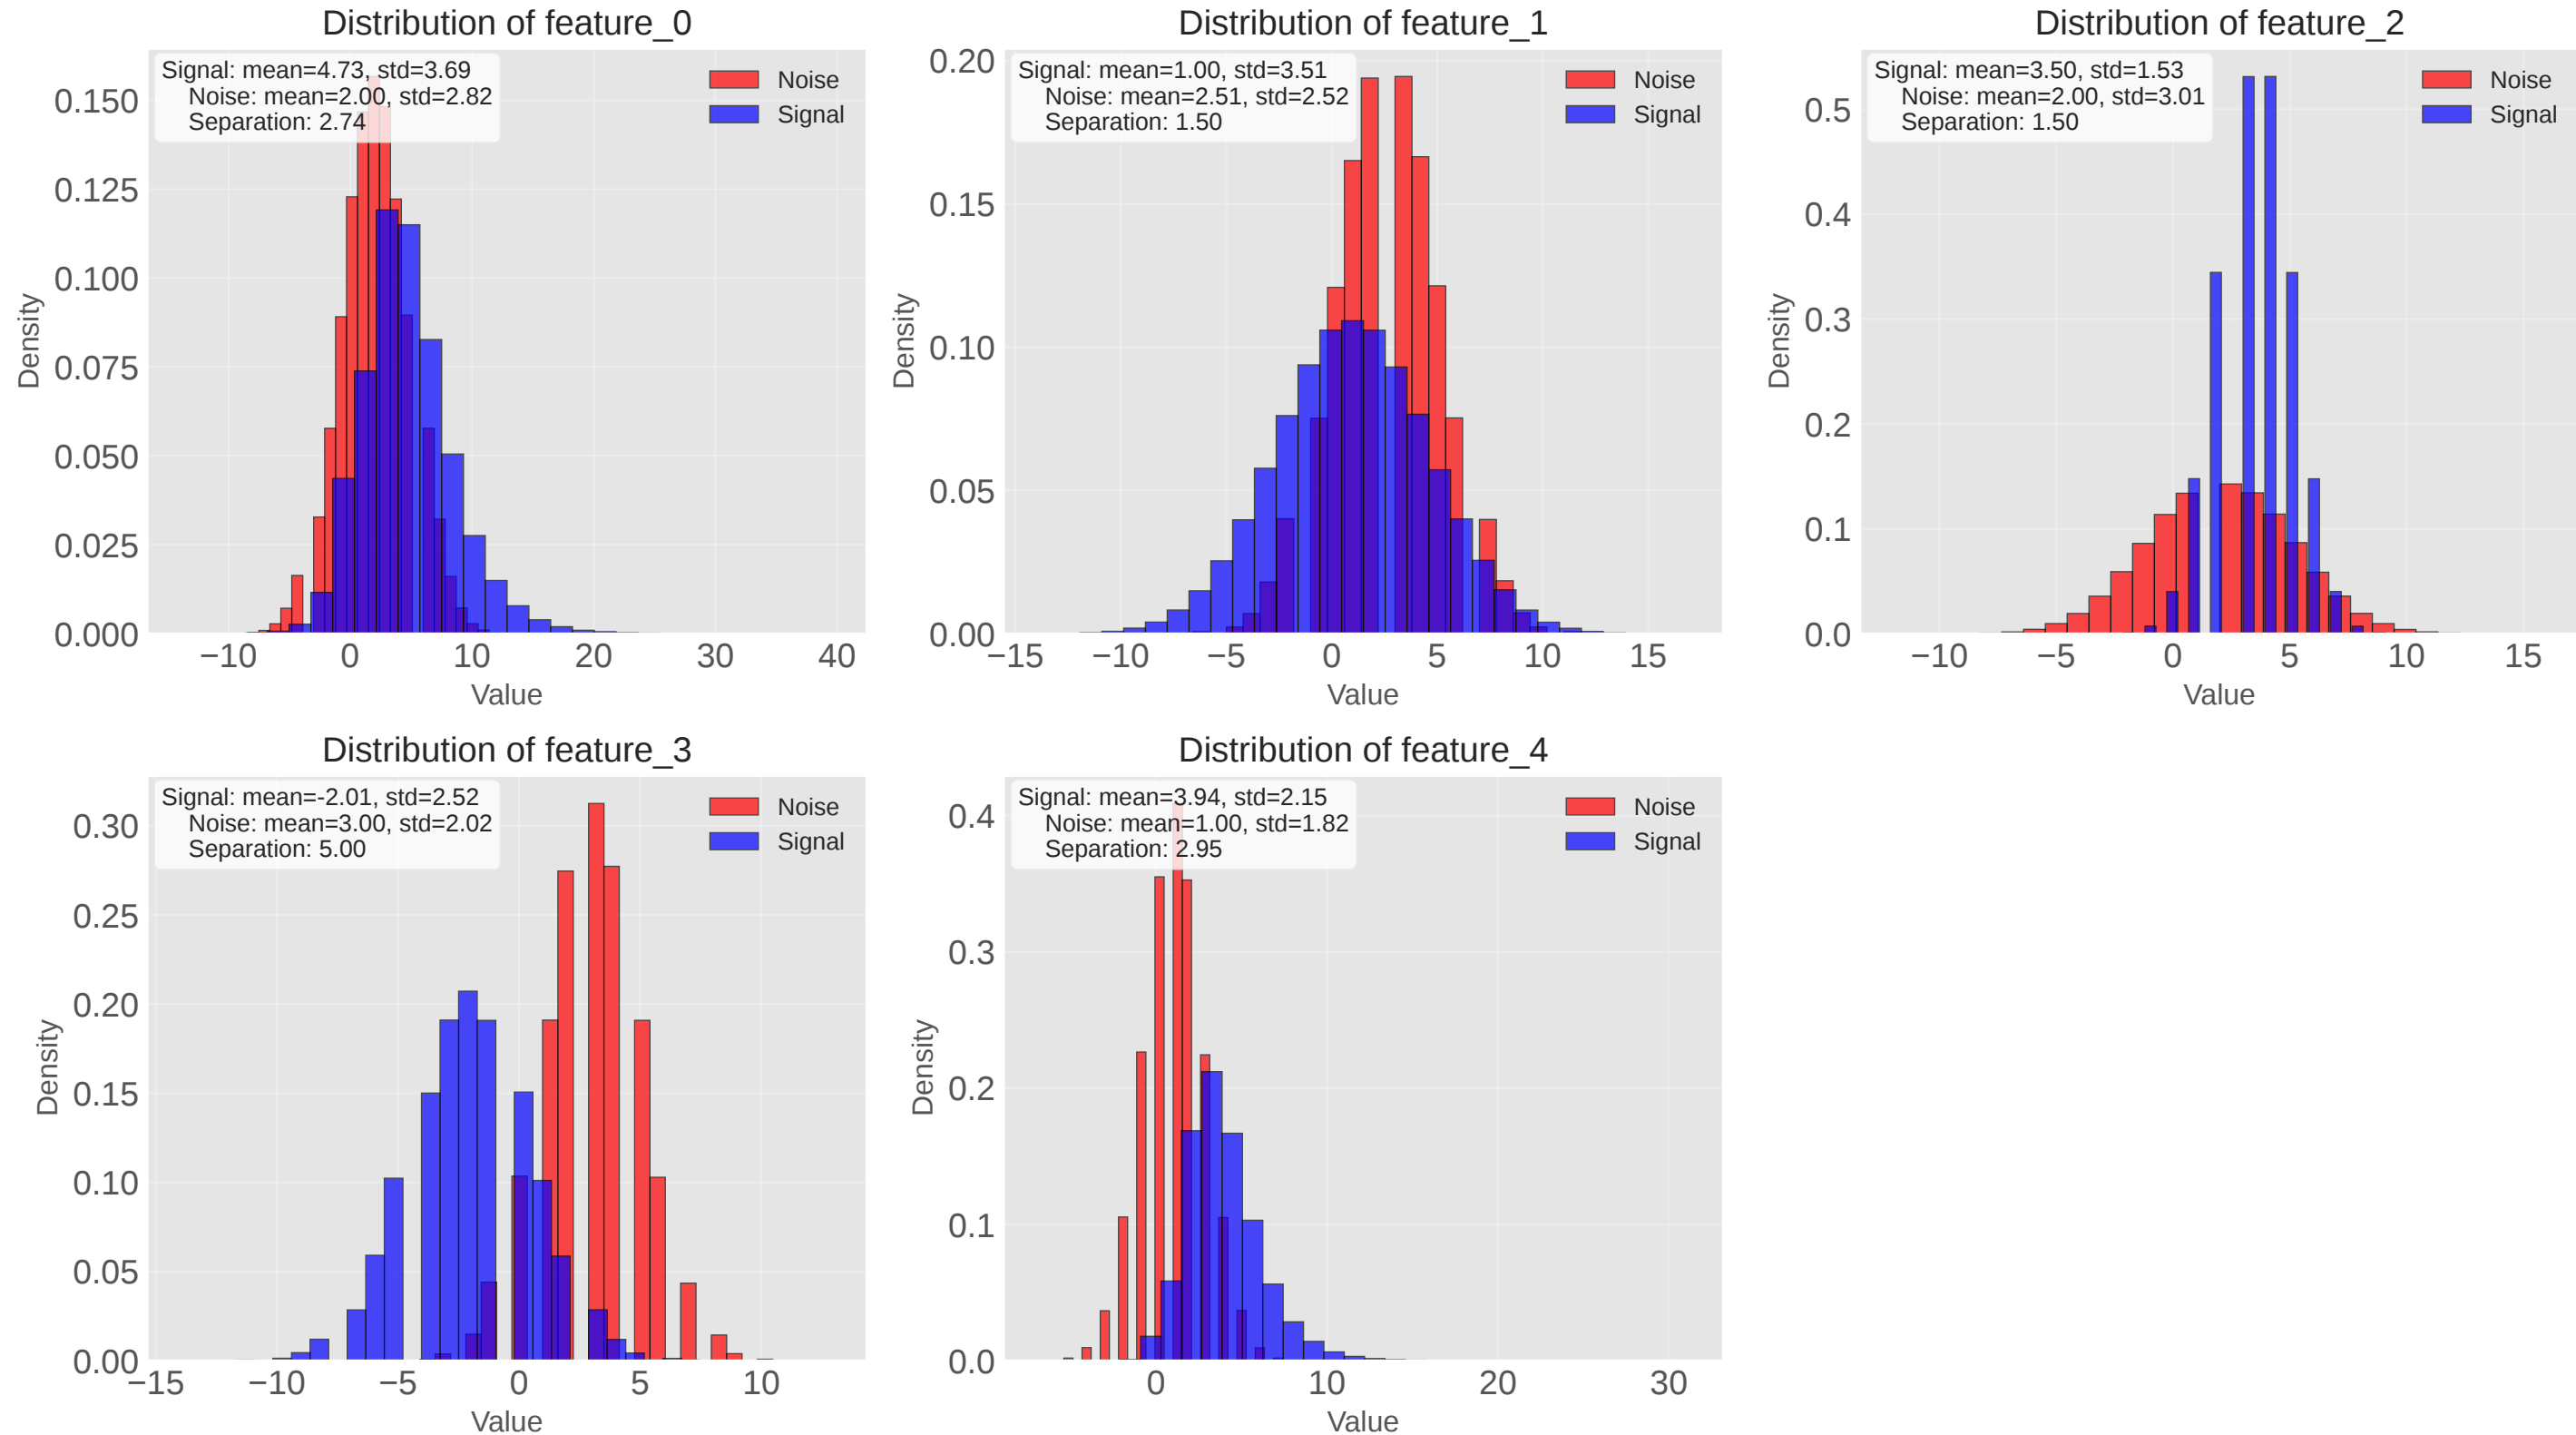 Distribution of feature_0
Signal: mean=4.73, std=3.69
Noise: mean=2.00, std=2.82
Separation: 2.74
Noise
Signal
0.150
0.125
0.100
0.075
0.050
0.025
0.000
Density
−10 0 10 20 30 40
Value
Distribution of feature_1
Signal: mean=1.00, std=3.51
Noise: mean=2.51, std=2.52
Separation: 1.50
Noise
Signal
0.20
0.15
0.10
0.05
0.00
Density
−15 −10 −5 0 5 10 15
Value
Distribution of feature_2
Signal: mean=3.50, std=1.53
Noise: mean=2.00, std=3.01
Separation: 1.50
Noise
Signal
0.5
0.4
0.3
0.2
0.1
0.0
Density
−10 −5 0 5 10 15
Value
Distribution of feature_3
Signal: mean=-2.01, std=2.52
Noise: mean=3.00, std=2.02
Separation: 5.00
Noise
Signal
0.30
0.25
0.20
0.15
0.10
0.05
0.00
Density
−15 −10 −5 0 5 10
Value
Distribution of feature_4
Signal: mean=3.94, std=2.15
Noise: mean=1.00, std=1.82
Separation: 2.95
Noise
Signal
0.4
0.3
0.2
0.1
0.0
Density
0 10 20 30
Value